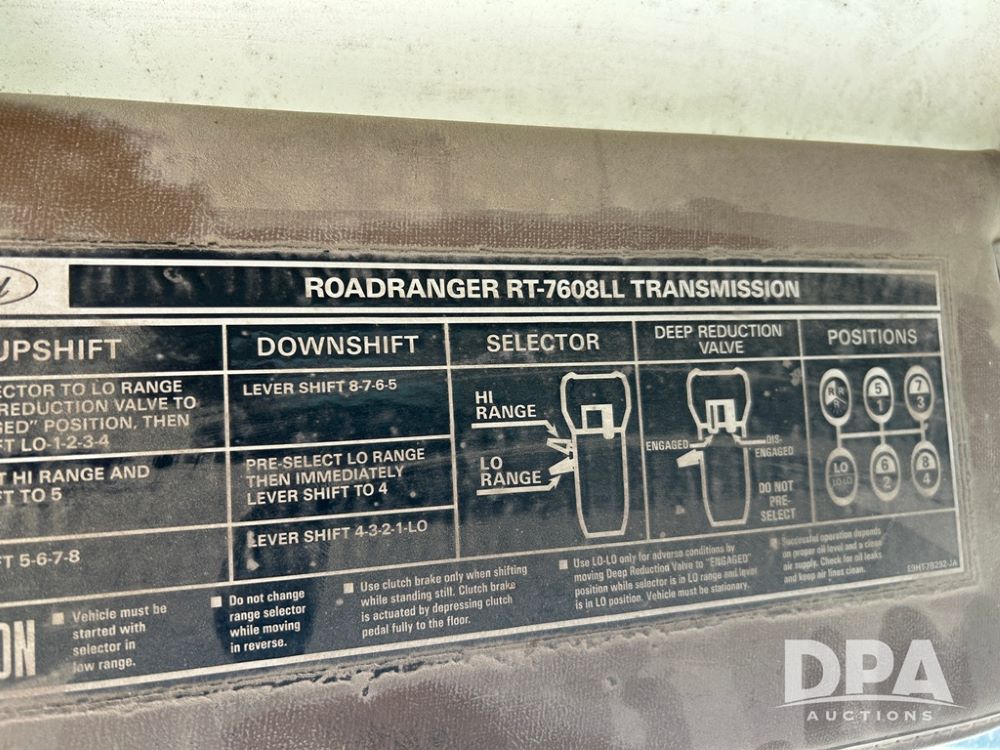 ROADRANGER RT-7608LL TRANSMISSION
UPSHIFT
ECTOR TO LO RANGE
REDUCTION VALVE TO
GED" POSITION, THEN
FT LO-1-2-3-4
T HI RANGE AND
FT TO 5
FT 5-6-7-8
DOWNSHIFT
LEVER SHIFT 8-7-6-5
PRE-SELECT LO RANGE
THEN IMMEDIATELY
LEVER SHIFT TO 4
LEVER SHIFT 4-3-2-1-LO
SELECTOR
HI
RANGE
LO
RANGE
DEEP REDUCTION
VALVE
ENGAGED
DIS-
ENGAGED
DO NOT
PRE-
SELECT
POSITIONS
R
R
5
1
7
3
LO
LO-LO
6
2
8
4
ON
Vehicle must be
started with
selector in
low range.
Do not change
range selector
while moving
in reverse.
Use clutch brake only when shifting
while standing still. Clutch brake
is actuated by depressing clutch
pedal fully to the floor.
Use LO-LO only for adverse conditions by
moving Deep Reduction Valve to "ENGAGED"
position while selector is in LO range and lever
is in LO position. Vehicle must be stationary.
Successful operation depends
on proper oil level and a clean
air supply. Check for oil leaks
and keep air lines clean.
E9HT-7B292-JA
DPA
AUCTIONS